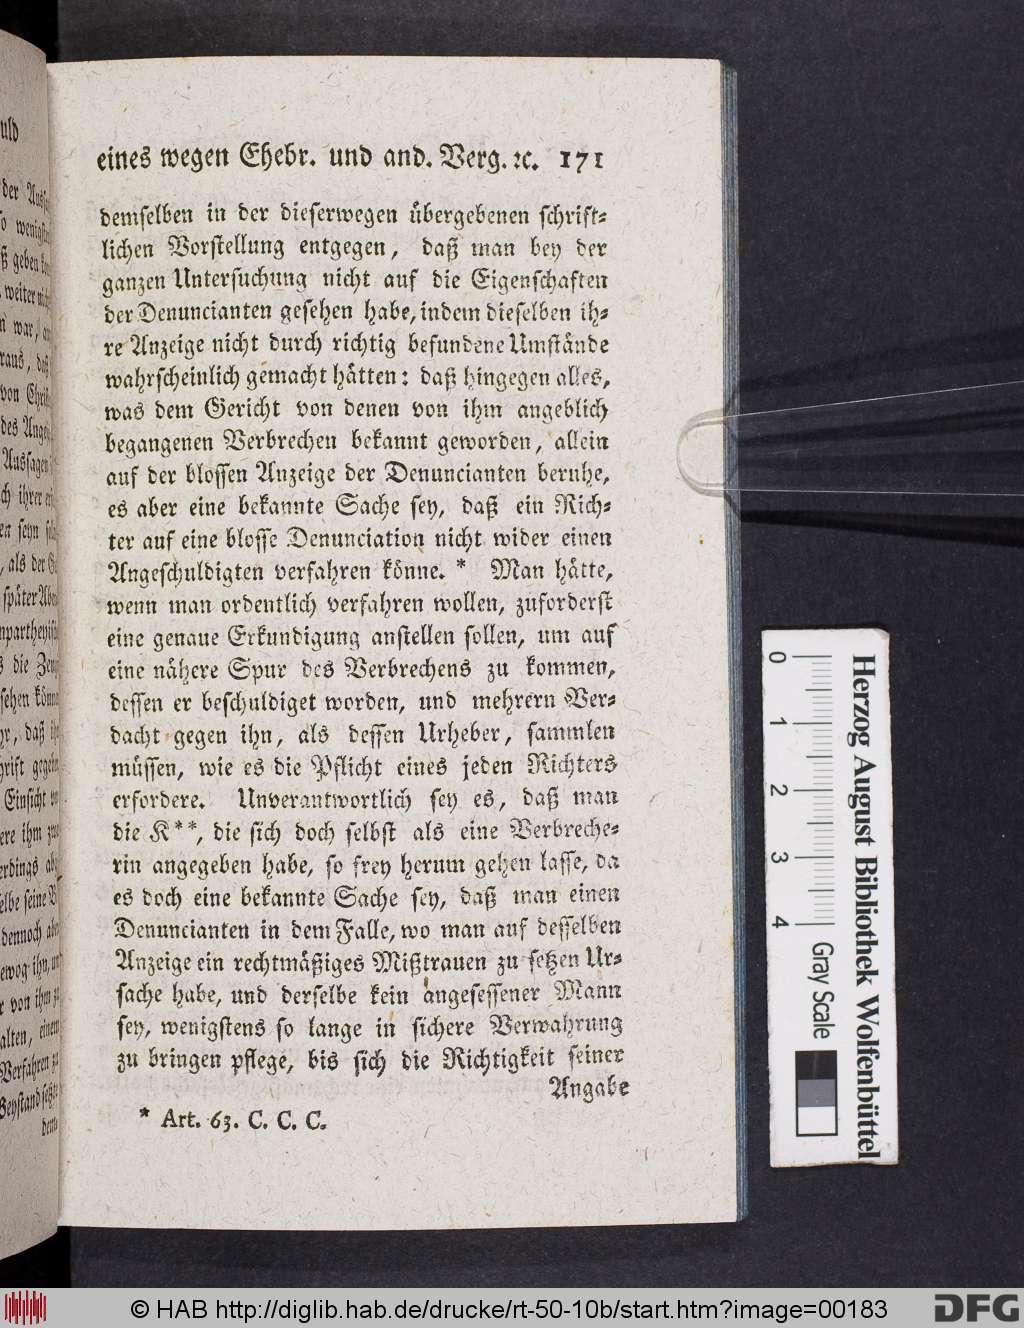 eines wegen Ehebr. und and. Verg. ꝛc. 171
demselben in der dieserwegen übergebenen schrift⸗
lichen Vorstellung entgegen, daß man bey der
ganzen Untersuchung nicht auf die Eigenschaften
der Denuncianten gesehen habe, indem dieselben ih⸗
re Anzeige nicht durch richtig befundene Umstände
wahrscheinlich gemacht hätten: daß hingegen alles,
was dem Gericht von denen von ihm angeblich
begangenen Verbrechen bekannt geworden, allein
auf der blossen Anzeige der Denuncianten beruhe,
es aber eine bekannte Sache sey, daß ein Rich⸗
ter auf eine blosse Denunciation nicht wider einen
Angeschuldigten verfahren könne. * Man hätte,
wenn man ordentlich verfahren wollen, zuforderst
eine genaue Erkundigung anstellen sollen, um auf
eine nähere Spur des Verbrechens zu kommen,
dessen er beschuldiget worden, und mehrern Ver⸗
dacht gegen ihn, als dessen Urheber, sammlen
müssen, wie es die Pflicht eines jeden Richters
erfordere. Unverantwortlich sey es, daß man
die K**, die sich doch selbst als eine Verbreche⸗
rin angegeben habe, so frey herum gehen lasse, da
es doch eine bekannte Sache sey, daß man einen
Denuncianten in dem Falle, wo man auf desselben
Anzeige ein rechtmäßiges Mißtrauen zu setzen Ur⸗
sache habe, und derselbe kein angesessener Mann
sey, wenigstens so lange in sichere Verwahrung
zu bringen pflege, bis sich die Richtigkeit seiner
Angabe
* Art. 63. C. C. C.
0 1 2 3 4 Gray Scale
Herzog August Bibliothek Wolfenbüttel
© HAB http://diglib.hab.de/drucke/rt-50-10b/start.htm?image=00183
DFG